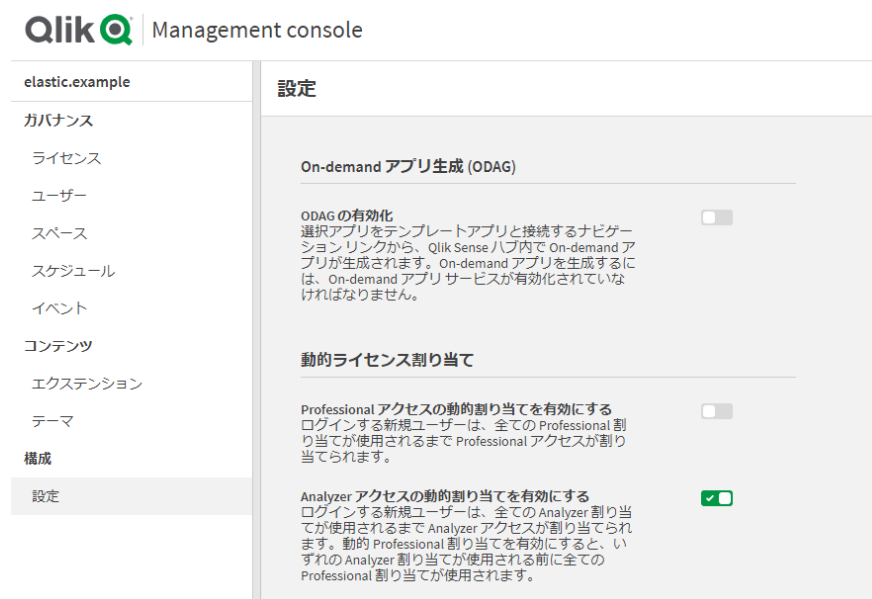 Qlik Management console
elastic.example
ガバナンス
ライセンス
ユーザー
スペース
スケジュール
イベント
コンテンツ
エクステンション
テーマ
構成
設定
設定
On-demand アプリ生成 (ODAG)
ODAG の有効化
選択アプリをテンプレートアプリと接続するナビゲー
ション リンクから、Qlik Sense ハブ内で On-demand ア
プリが生成されます。On-demand アプリを生成するに
は、On-demand アプリ サービスが有効化されていな
ければなりません。
動的ライセンス割り当て
Professional アクセスの動的割り当てを有効にする
ログインする新規ユーザーは、全ての Professional 割
り当てが使用されるまで Professional アクセスが割り
当てられます。
Analyzer アクセスの動的割り当てを有効にする
ログインする新規ユーザーは、全ての Analyzer 割り当
てが使用されるまで Analyzer アクセスが割り当てられ
ます。動的 Professional 割り当てを有効にすると、い
ずれの Analyzer 割り当てが使用される前に全ての
Professional 割り当てが使用されます。